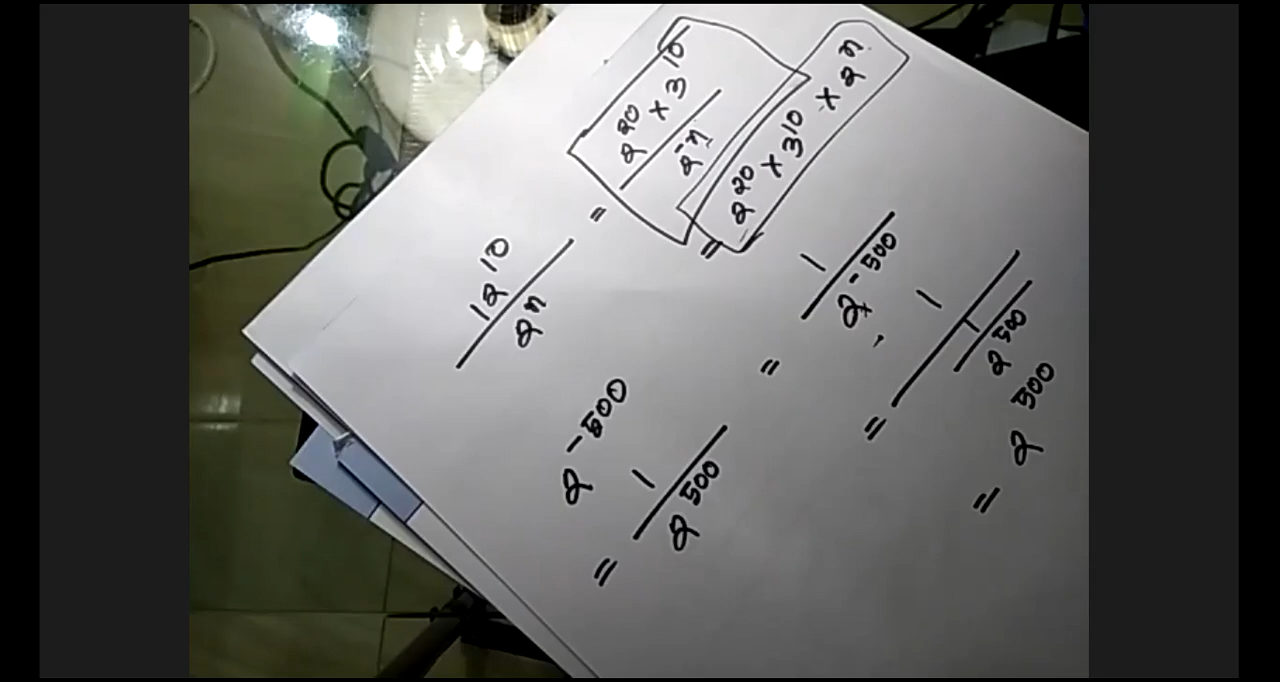 12^10 / 2^n
= 2^20 × 3^10 / 2^-n
= 2^20 × 3^10 × 2^n
2^-500
= 1 / 2^500
= 1 / 2^-500
= 1 / (1 / 2^500)
= 2^500